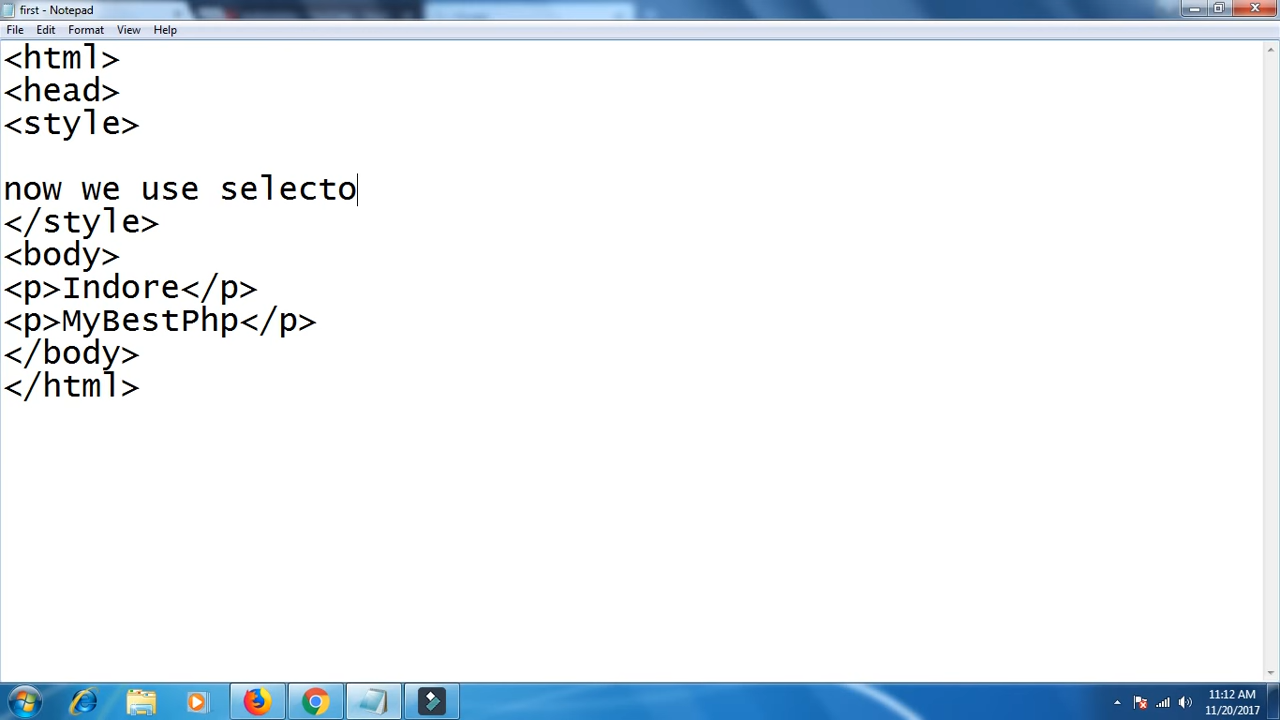 first - Notepad
File Edit Format View Help
<html>
<head>
<style>
now we use selecto
</style>
<body>
<p>Indore</p>
<p>MyBestPhp</p>
</body>
</html>
11:12 AM
11/20/2017